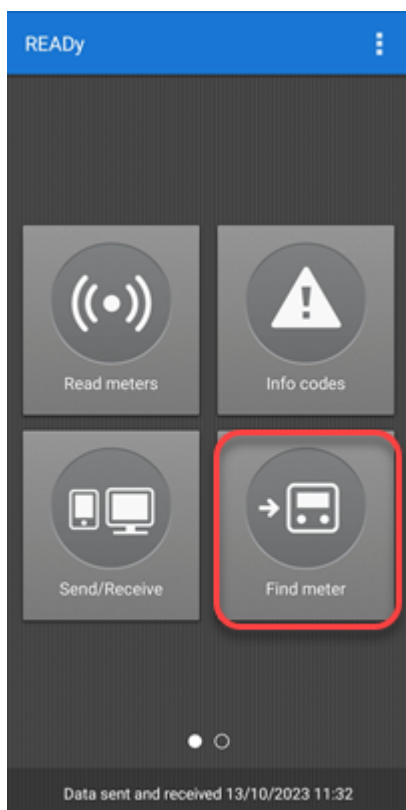 READy
Read meters
Info codes
Send/Receive
Find meter
Data sent and received 13/10/2023 11:32